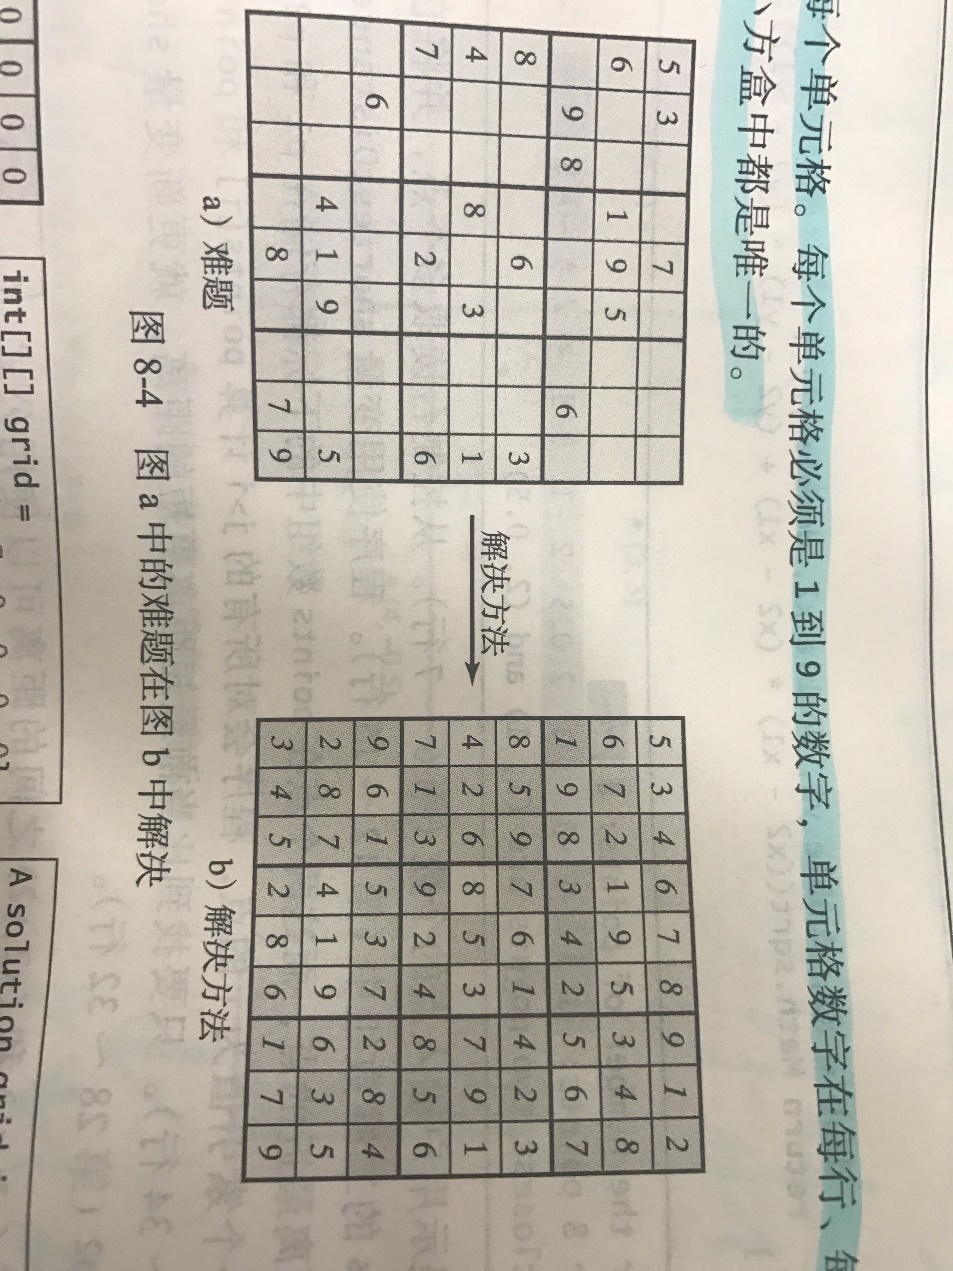 每个单元格。每个单元格必须是 1 到 9 的数字，单元格数字在每行、每
方盒中都是唯一的。
5 3 7
6 1 9 5
9 8 6
8 6 3
4 8 3 1
7 2 6
6
4 1 9 5
8 7 9
a）难题
解决方法
5 3 4 6 7 8 9 1 2
6 7 2 1 9 5 3 4 8
1 9 8 3 4 2 5 6 7
8 5 9 7 6 1 4 2 3
4 2 6 8 5 3 7 9 1
7 1 3 9 2 4 8 5 6
9 6 1 5 3 7 2 8 4
2 8 7 4 1 9 6 3 5
3 4 5 2 8 6 1 7 9
b）解决方法
图 8-4 图 a 中的难题在图 b 中解决
0 0 0 0
int[][] grid =
A solution grid